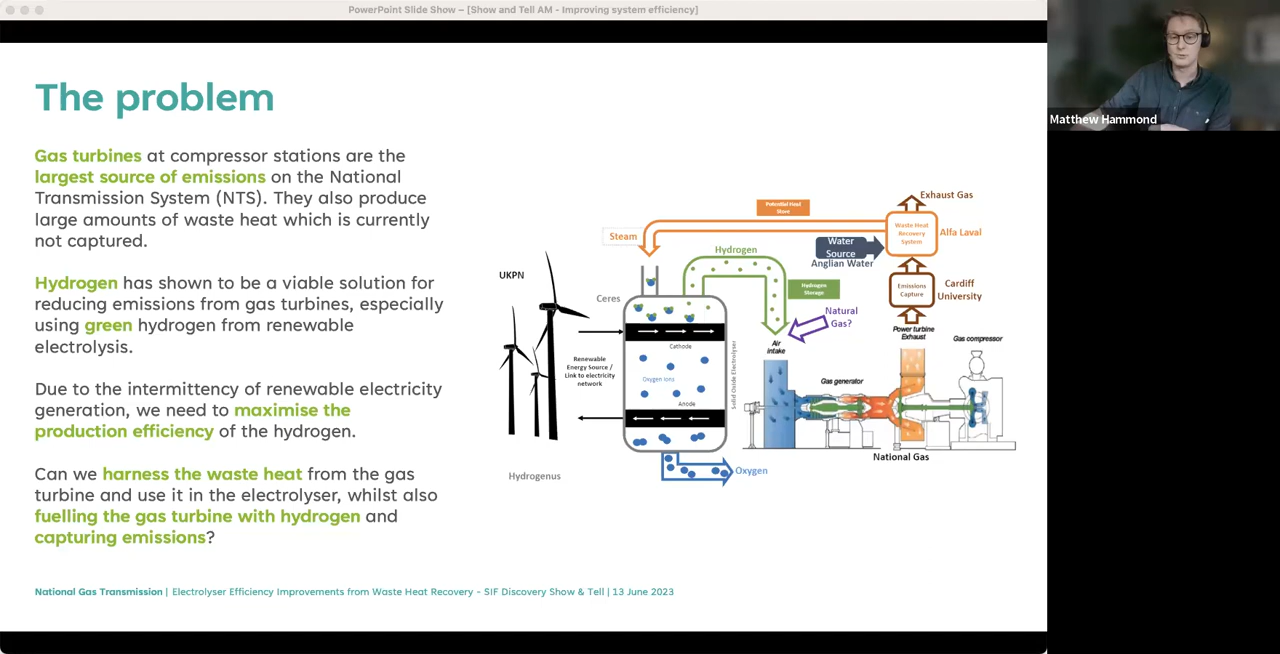 PowerPoint Slide Show – [Show and Tell AM - Improving system efficiency]
Matthew Hammond
The problem
Gas turbines at compressor stations are the
largest source of emissions on the National
Transmission System (NTS). They also produce
large amounts of waste heat which is currently
not captured.
Hydrogen has shown to be a viable solution for
reducing emissions from gas turbines, especially
using green hydrogen from renewable
electrolysis.
Due to the intermittency of renewable electricity
generation, we need to maximise the
production efficiency of the hydrogen.
Can we harness the waste heat from the gas
turbine and use it in the electrolyser, whilst also
fuelling the gas turbine with hydrogen and
capturing emissions?
Exhaust Gas
Potential Heat
Store
Steam
Waste Heat
Recovery
System
Alfa Laval
Water
Source
Anglian Water
Hydrogen
UKPN
Hydrogen
Storage
Emissions
Capture
Cardiff
University
Ceres
Natural
Gas?
Power turbine
Exhaust
Gas compressor
Air
intake
Cathode
Renewable
Energy Source /
Link to electricity
network
Oxygen Ions
Solid Oxide Electrolyser
Gas generator
Anode
National Gas
Oxygen
Hydrogenus
National Gas Transmission | Electrolyser Efficiency Improvements from Waste Heat Recovery - SIF Discovery Show & Tell | 13 June 2023